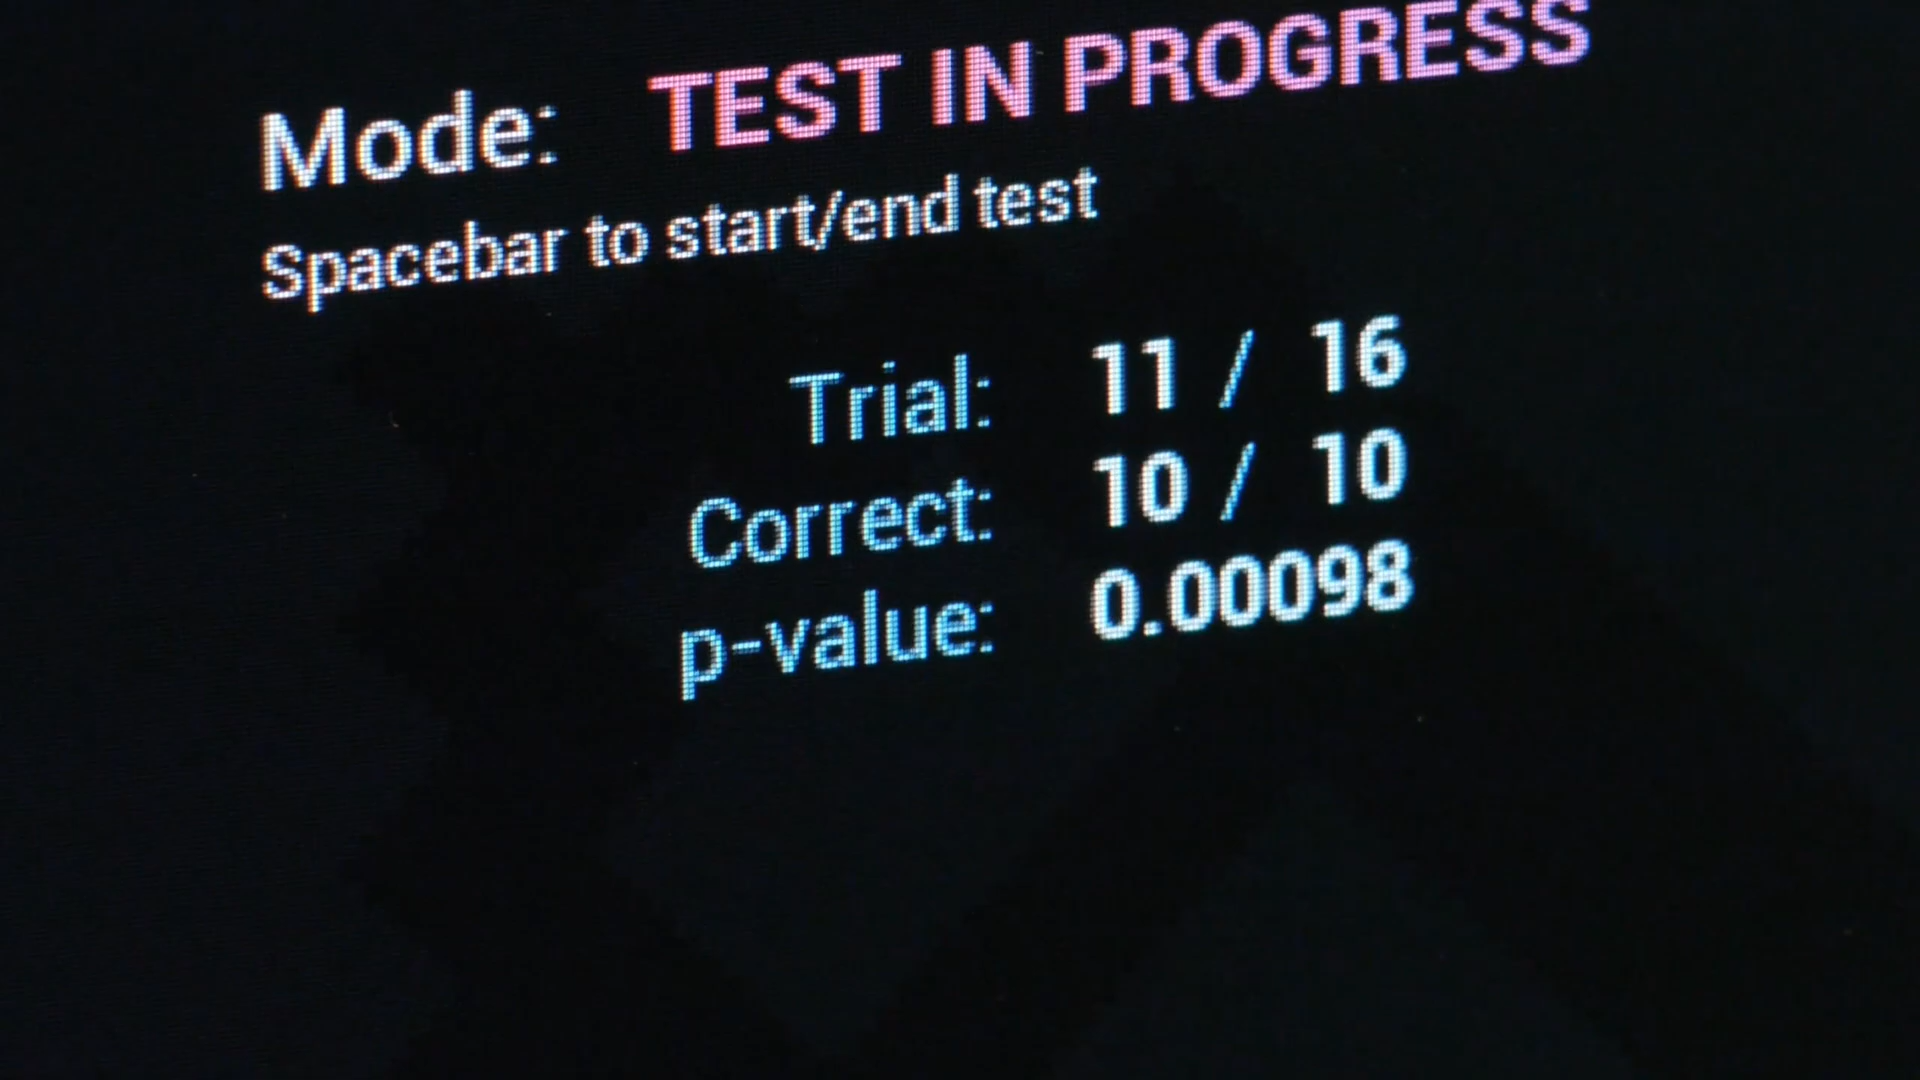 Mode: TEST IN PROGRESS
Spacebar to start/end test
Trial: 11 / 16
Correct: 10 / 10
p-value: 0.00098